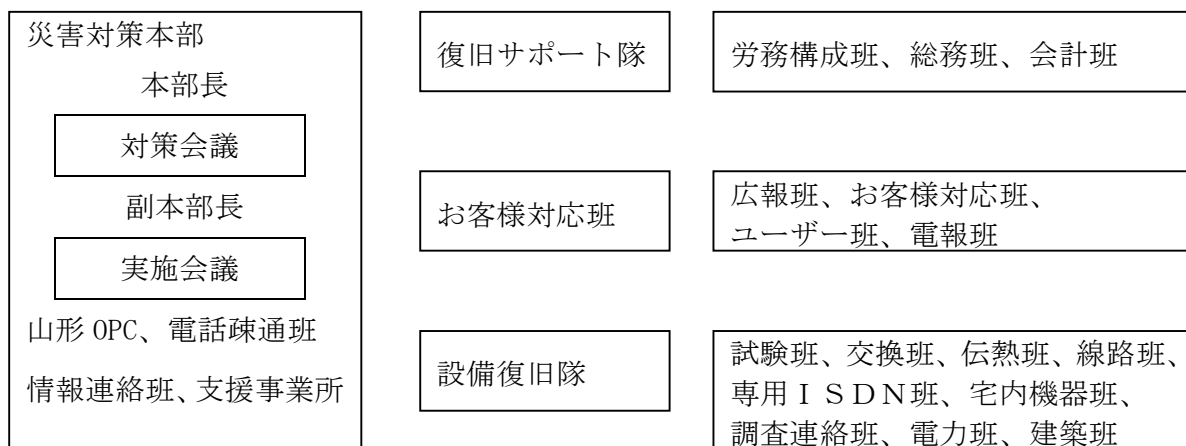 災害対策本部
本部長
対策会議
副本部長
実施会議
山形 OPC、電話疎通班
情報連絡班、支援事業所
復旧サポート隊
労務構成班、総務班、会計班
お客様対応班
広報班、お客様対応班、
ユーザー班、電報班
設備復旧隊
試験班、交換班、伝熱班、線路班、
専用ＩＳＤＮ班、宅内機器班、
調査連絡班、電力班、建築班